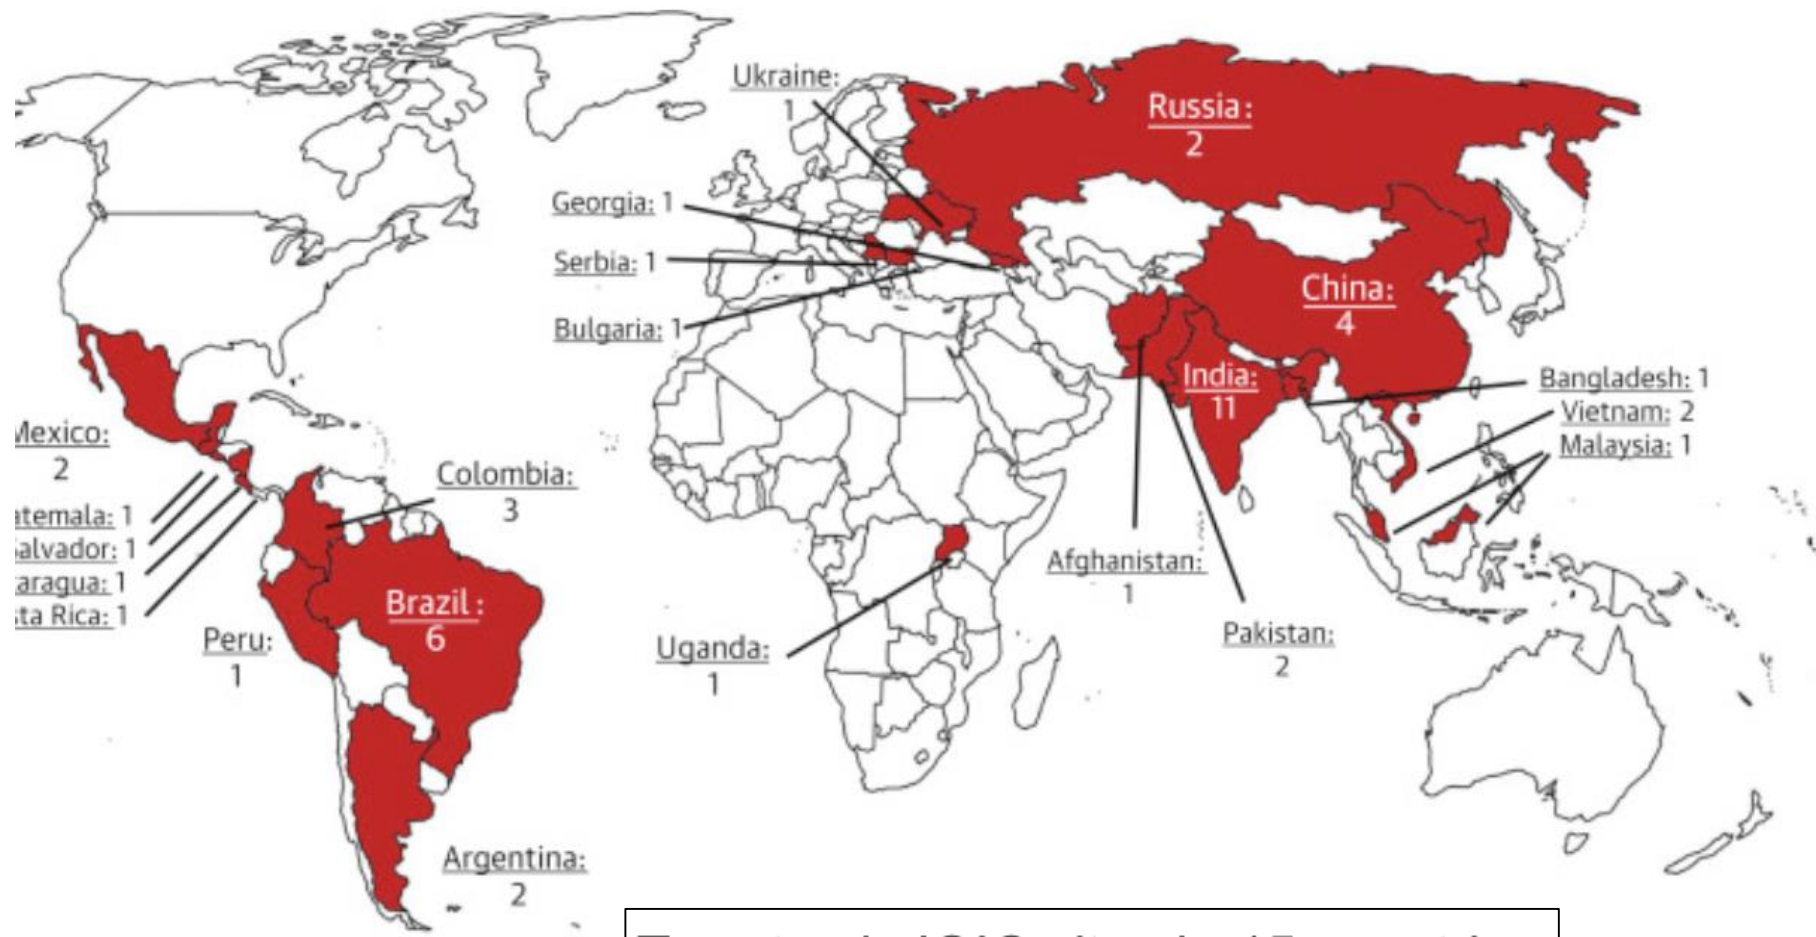 Ukraine:
1
Russia:
2
Georgia: 1
Serbia: 1
Bulgaria: 1
China:
4
India:
11
Bangladesh: 1
Vietnam: 2
Malaysia: 1
Mexico:
2
atemala: 1
Salvador: 1
aragua: 1
sta Rica: 1
Colombia:
3
Brazil:
6
Peru:
1
Argentina:
2
Uganda:
1
Afghanistan:
1
Pakistan:
2